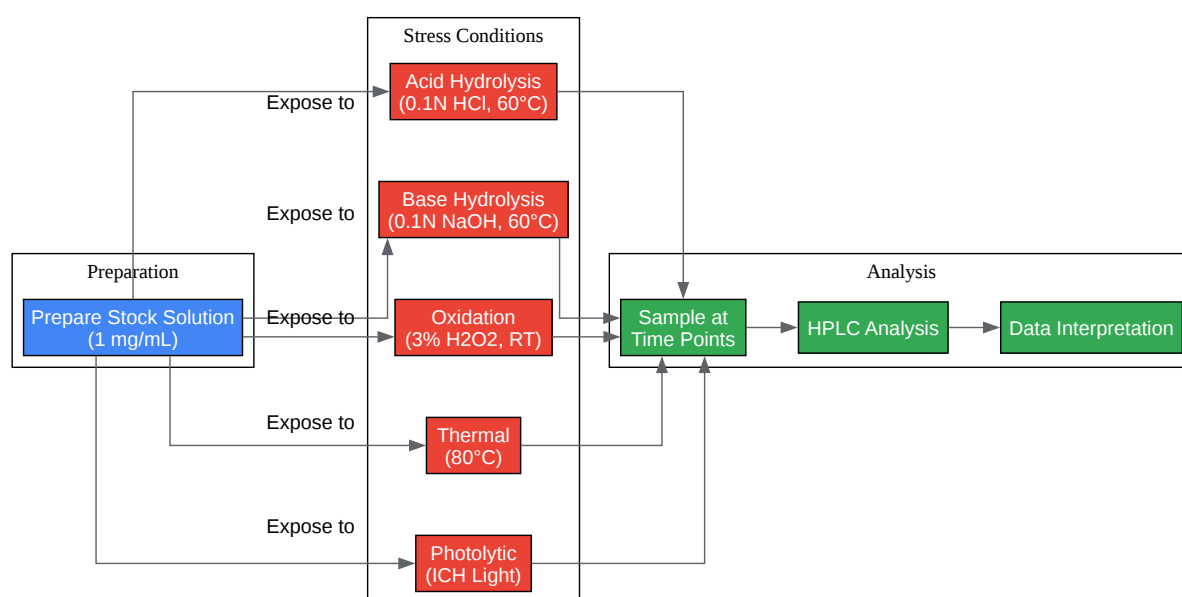 Stress Conditions
Acid Hydrolysis
(0.1N HCl, 60°C)
Expose to
Base Hydrolysis
(0.1N NaOH, 60°C)
Expose to
Preparation
Prepare Stock Solution
(1 mg/mL)
Expose to
Oxidation
(3% H2O2, RT)
Analysis
Sample at
Time Points
HPLC Analysis
Data Interpretation
Expose to
Thermal
(80°C)
Expose to
Photolytic
(ICH Light)